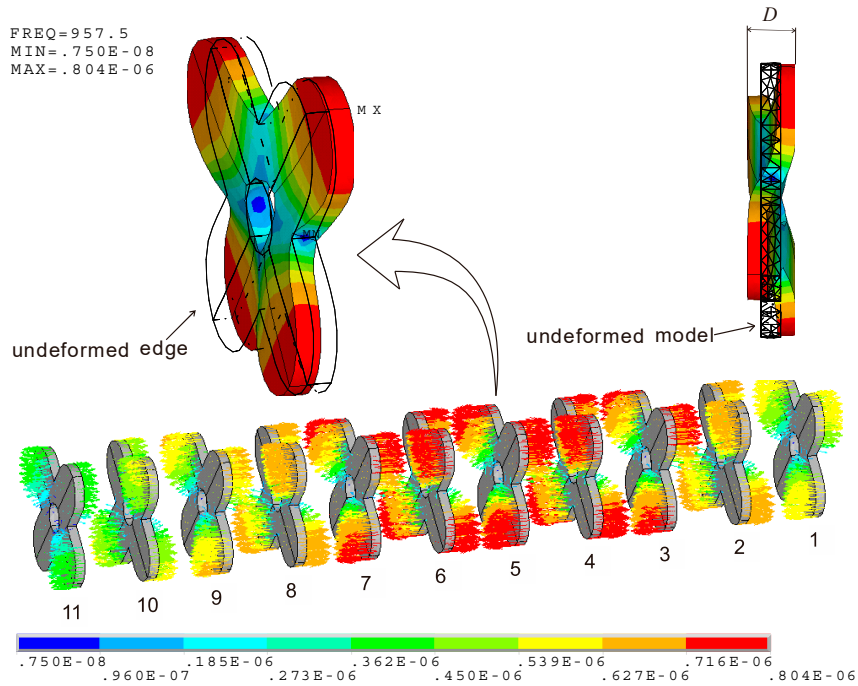 FREQ=957.5
MIN=.750E-08
MAX=.804E-06
D
MX
MN
undeformed edge
undeformed model
11 10 9 8 7 6 5 4 3 2 1
.750E-08 .185E-06 .362E-06 .539E-06 .716E-06
.960E-07 .273E-06 .450E-06 .627E-06 .804E-06